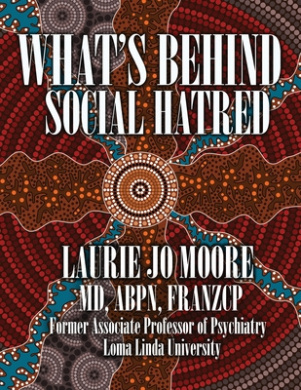 WHAT'S BEHIND
SOCIAL HATRED
LAURIE JO MOORE
MD, ABPN, FRANZCP
Former Associate Professor of Psychiatry
Loma Linda University